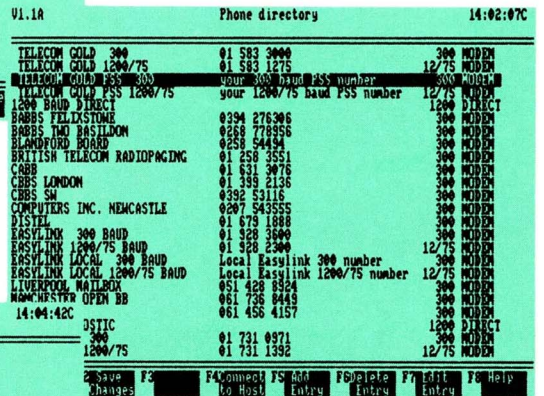 V1.1A Phone directory 14:02:07C
TELECOM GOLD 300 01 583 3000 300 MODEM
TELECOM GOLD 1200/75 01 583 1275 12/75 MODEM
TELECOM GOLD PSS 300 your 300 baud PSS number 300 MODEM
TELECOM GOLD PSS 1200/75 your 1200/75 baud PSS number 12/75 MODEM
1200 BAUD DIRECT 1200 DIRECT
BABBS FELIXSTOWE 0394 276306 300 MODEM
BABBS TWO BASILDON 0268 778956 300 MODEM
BLANDFORD BOARD 0258 54494 300 MODEM
BRITISH TELECOM RADIOPAGING 01 258 3551 300 MODEM
CABB 01 631 3076 300 MODEM
CBBS LONDON 01 399 2136 300 MODEM
CBBS SW 0392 53116 300 MODEM
COMPUTERS INC. NEWCASTLE 0207 543555 300 MODEM
DISTEL 01 679 1888 300 MODEM
EASYLINK 300 BAUD 01 928 3600 300 MODEM
EASYLINK 1200/75 BAUD 01 928 2300 12/75 MODEM
EASYLINK LOCAL 300 BAUD Local Easylink 300 number 300 MODEM
EASYLINK LOCAL 1200/75 BAUD Local Easylink 1200/75 number 12/75 MODEM
LIVERPOOL MAILBOX 051 428 8924 300 MODEM
MANCHESTER OPEN BB 061 736 8449 300 MODEM
14:04:42C 061 456 4157 300 MODEM
OSTIC 1200 DIRECT
300 01 731 0971 300 MODEM
1200/75 01 731 1392 12/75 MODEM
2 Save Changes F3 F4 Connect to Host F5 Add Entry F6 Delete Entry F7 Edit Entry F8 Help